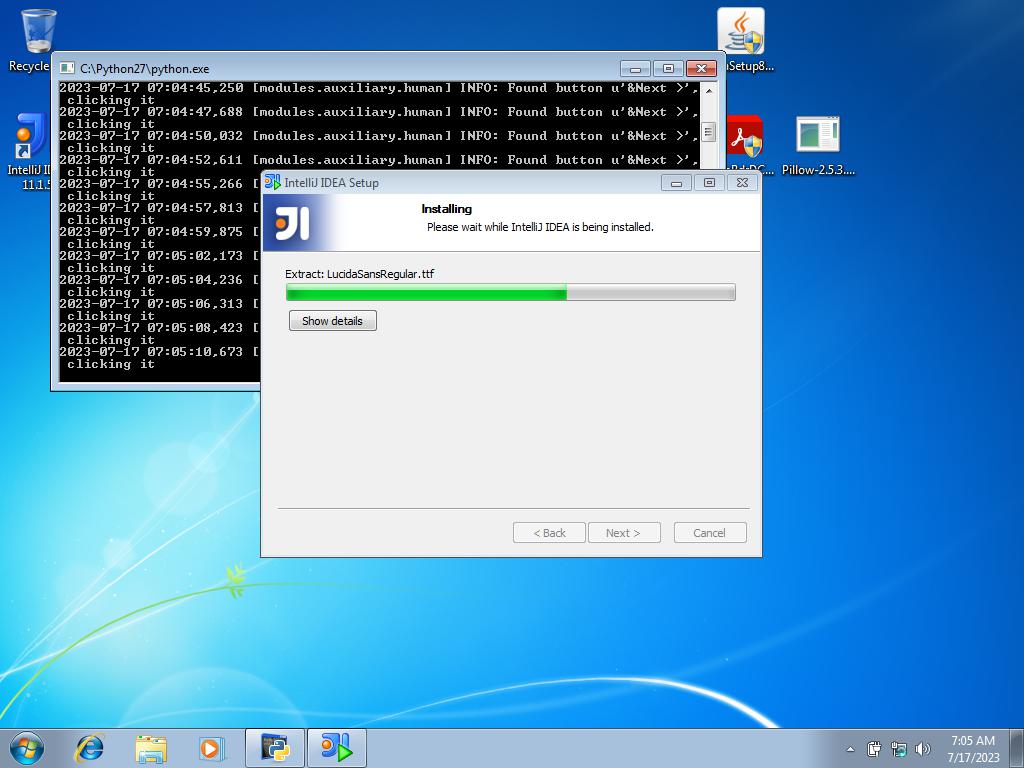 Recycle
Setup8...
C:\Python27\python.exe
2023-07-17 07:04:45,250 [modules.auxiliary.human] INFO: Found button u'&Next >',
clicking it
2023-07-17 07:04:47,688 [modules.auxiliary.human] INFO: Found button u'&Next >',
clicking it
2023-07-17 07:04:50,032 [modules.auxiliary.human] INFO: Found button u'&Next >',
clicking it
2023-07-17 07:04:52,611 [modules.auxiliary.human] INFO: Found button u'&Next >',
clicking it
2023-07-17 07:04:55,266 [
clicking it
2023-07-17 07:04:57,813 [
clicking it
2023-07-17 07:04:59,875 [
clicking it
2023-07-17 07:05:02,173 [
clicking it
2023-07-17 07:05:04,236 [
clicking it
2023-07-17 07:05:06,313 [
clicking it
2023-07-17 07:05:08,423 [
clicking it
2023-07-17 07:05:10,673 [
clicking it
IntelliJ ID
11.1.5
Pillow-2.5.3....
IntelliJ IDEA Setup
Installing
Please wait while IntelliJ IDEA is being installed.
Extract: LucidaSansRegular.ttf
Show details
< Back
Next >
Cancel
7:05 AM
7/17/2023